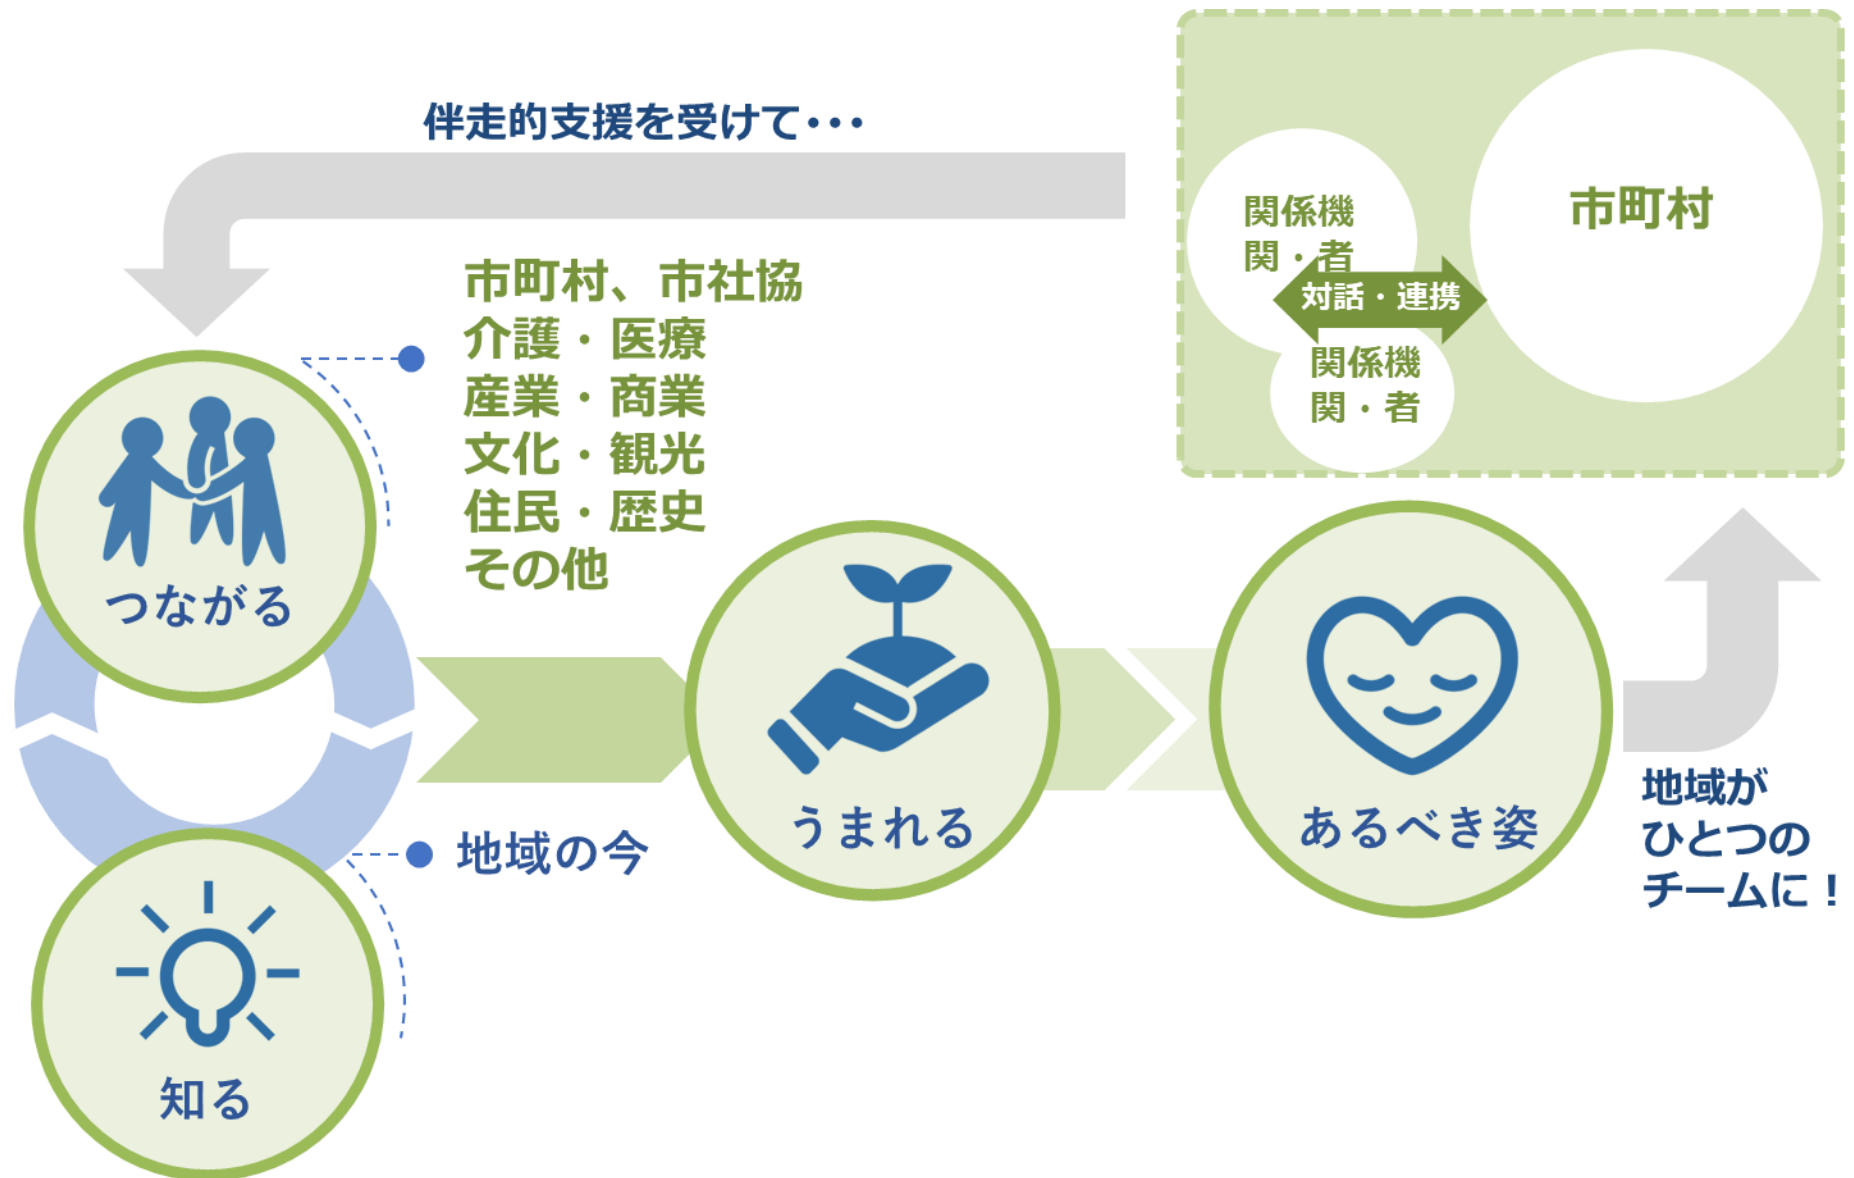 伴走的支援を受けて･･･
関係機
関・者
市町村
対話・連携
関係機
関・者
市町村、市社協
介護・医療
産業・商業
文化・観光
住民・歴史
その他
つながる
地域の今
知る
うまれる
あるべき姿
地域が
ひとつの
チームに！